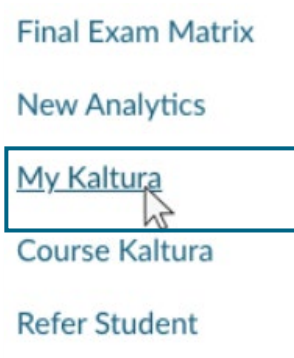 Final Exam Matrix
New Analytics
My Kaltura
Course Kaltura
Refer Student